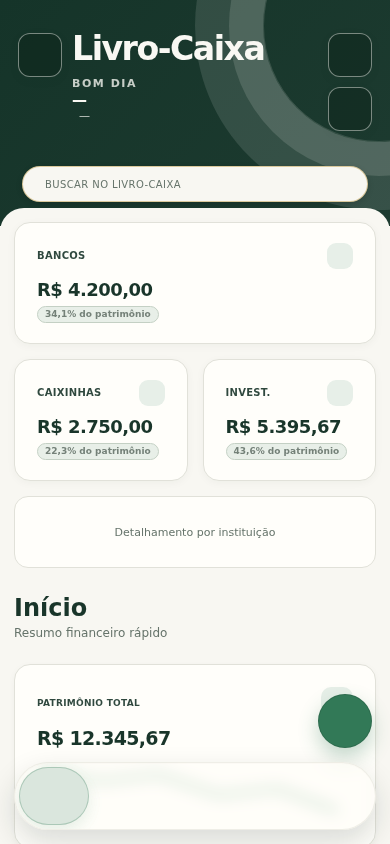 Livro-Caixa
BOM DIA
—
—
BUSCAR NO LIVRO-CAIXA
BANCOS
R$ 4.200,00
34,1% do patrimônio
CAIXINHAS
R$ 2.750,00
22,3% do patrimônio
INVEST.
R$ 5.395,67
43,6% do patrimônio
Detalhamento por instituição
Início
Resumo financeiro rápido
PATRIMÔNIO TOTAL
R$ 12.345,67